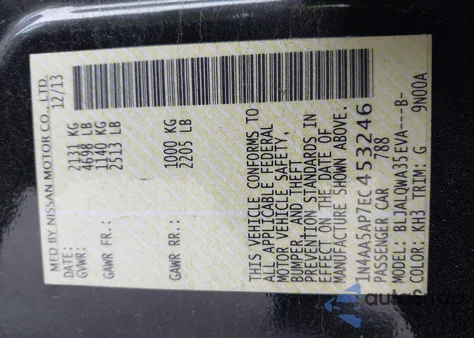 MFD BY NISSAN MOTOR CO., LTD.
DATE: 12/13
GVWR: 2131 KG
4698 LB
GAWR FR.: 1140 KG
2513 LB
GAWR RR.: 1000 KG
2205 LB
THIS VEHICLE CONFORMS TO
ALL APPLICABLE FEDERAL
MOTOR VEHICLE SAFETY,
BUMPER, AND THEFT
PREVENTION STANDARDS IN
EFFECT ON THE DATE OF
MANUFACTURE SHOWN ABOVE.
1N4AA5AP7EC453246
PASSENGER CAR 788
MODEL: BLJALDWA35EVA---B-
COLOR: KH3 TRIM: G 9N00A